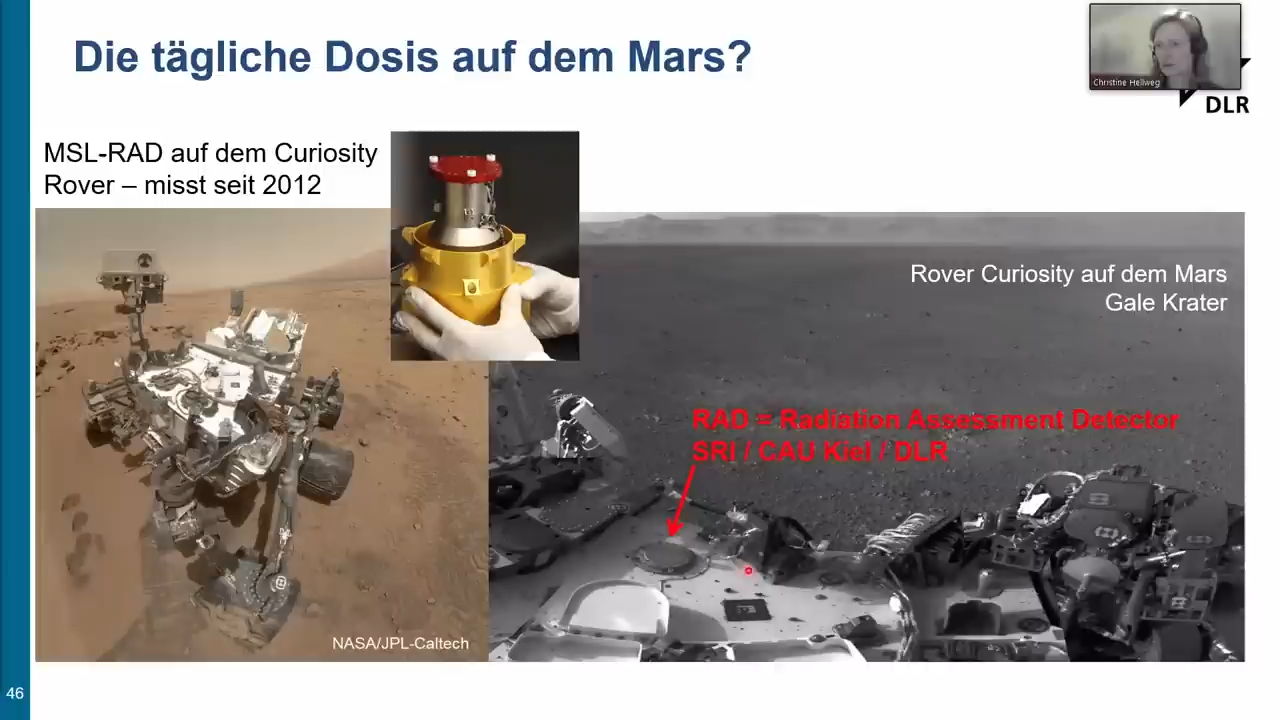 Die tägliche Dosis auf dem Mars?
Christine Hellweg
DLR
MSL-RAD auf dem Curiosity
Rover – misst seit 2012
Rover Curiosity auf dem Mars
Gale Krater
RAD = Radiation Assessment Detector
SRI / CAU Kiel / DLR
NASA/JPL-Caltech
46